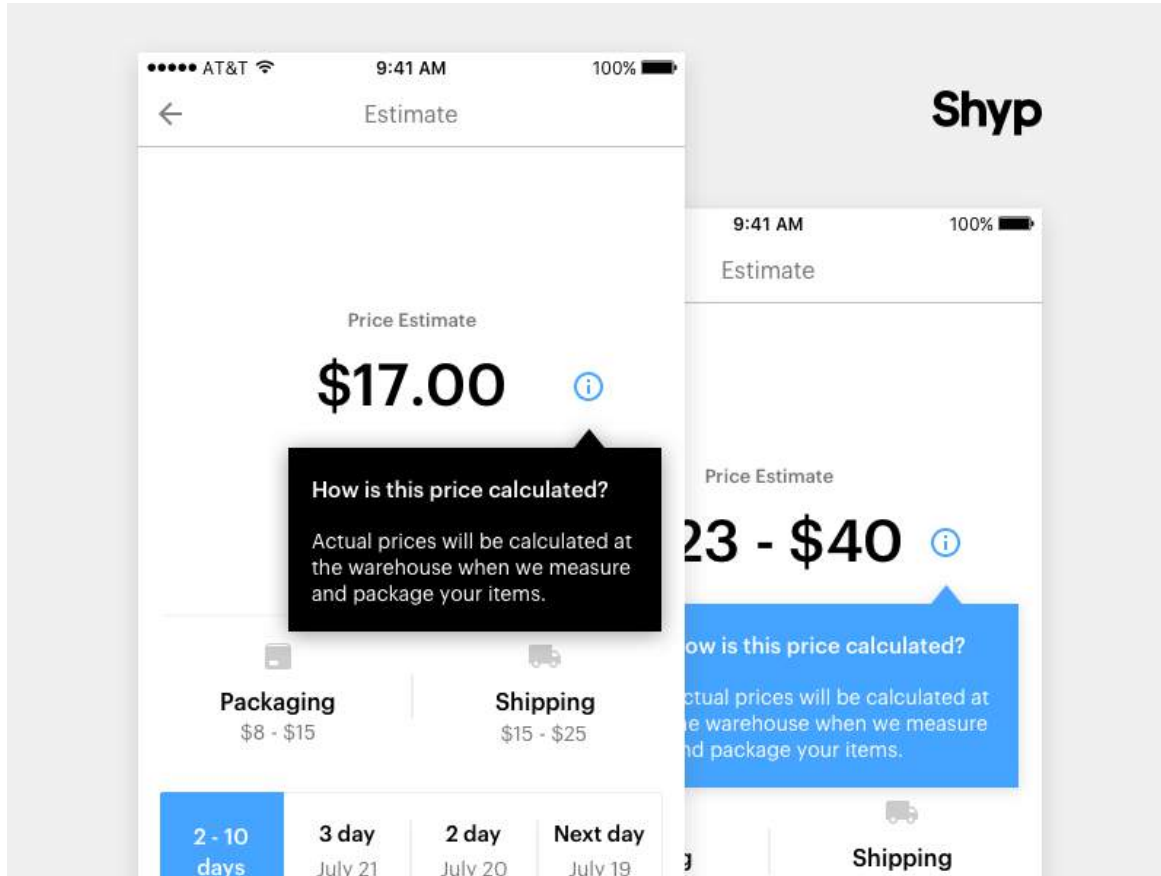 AT&T 9:41 AM 100%
Estimate
Shyp
Price Estimate
$17.00
How is this price calculated?
Actual prices will be calculated at
the warehouse when we measure
and package your items.
Packaging
$8 - $15
Shipping
$15 - $25
2 - 10
days
3 day
July 21
2 day
July 20
Next day
July 19
9:41 AM 100%
Estimate
Price Estimate
23 - $40
ow is this price calculated?
ctual prices will be calculated at
e warehouse when we measure
nd package your items.
g
Shipping